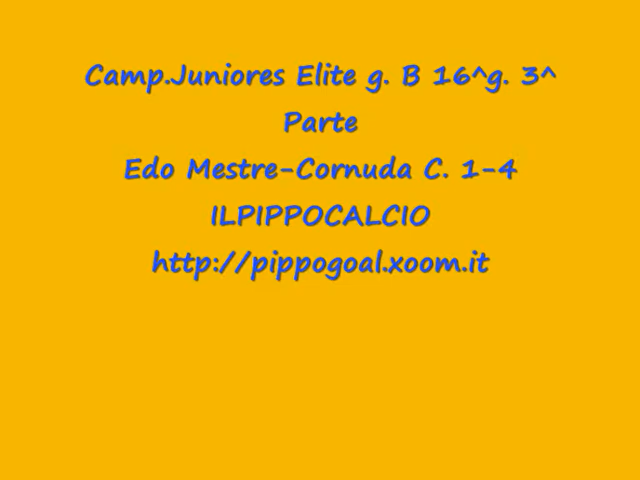 Camp.Juniores Elite g. B 16^g. 3^
Parte
Edo Mestre-Cornuda C. 1-4
ILPIPPOCALCIO
http://pippogoal.xoom.it